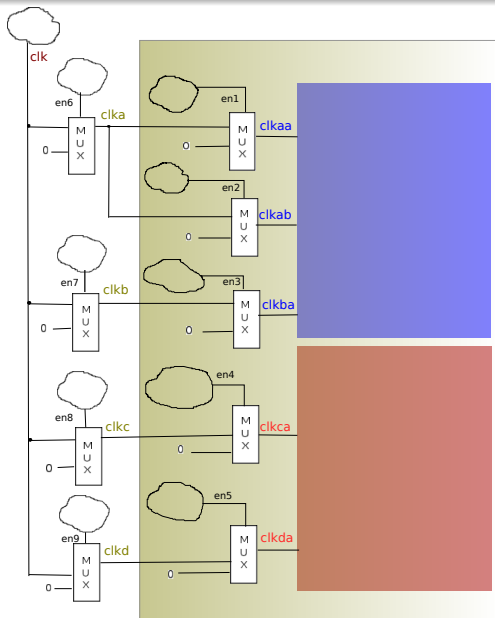 clk
en6
clka
MUX
0
en1
MUX
clkaa
0
en2
MUX
clkab
0
en7
clkb
MUX
0
en3
MUX
clkba
0
en8
clkc
MUX
0
en4
MUX
clkca
0
en9
clkd
MUX
0
en5
MUX
clkda
0